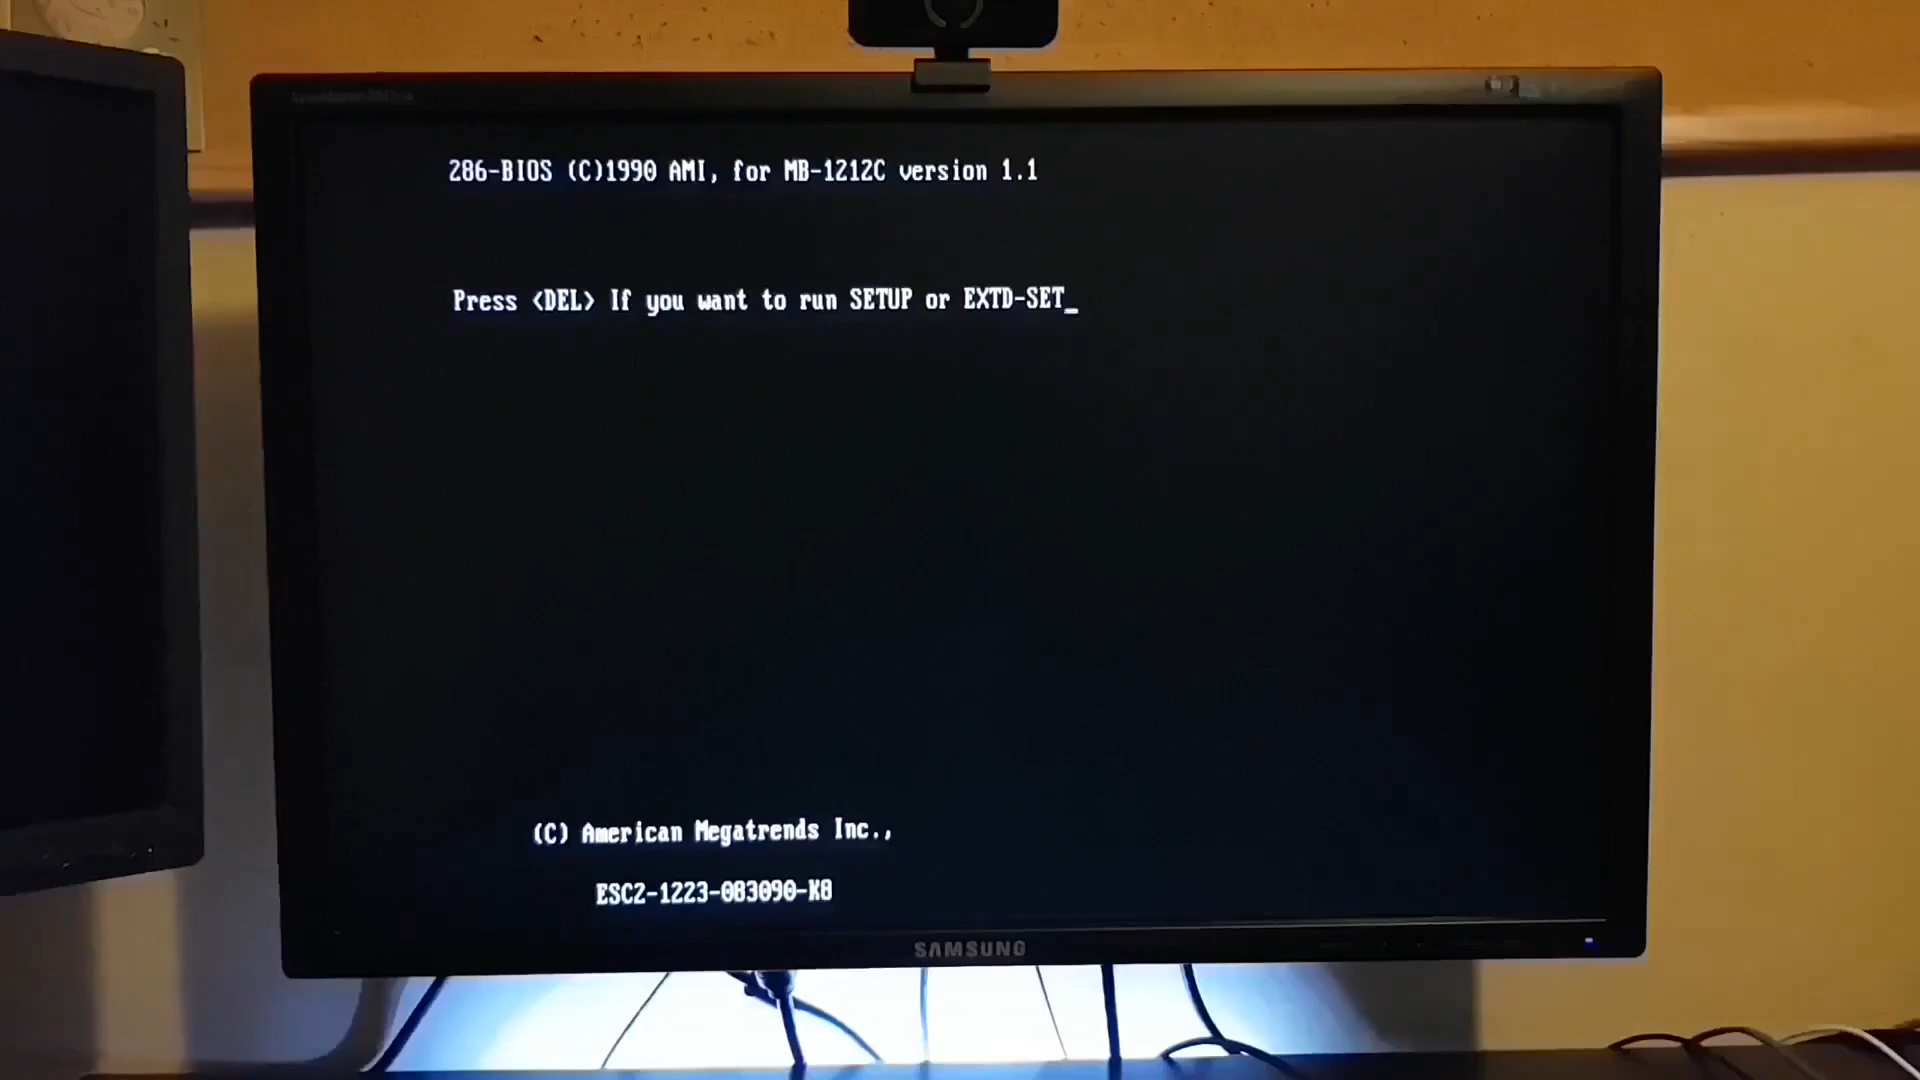 286-BIOS (C)1990 AMI, for MB-1212C version 1.1
Press <DEL> If you want to run SETUP or EXTD-SET_
(C) American Megatrends Inc.,
ESC2-1223-083090-K8
SAMSUNG